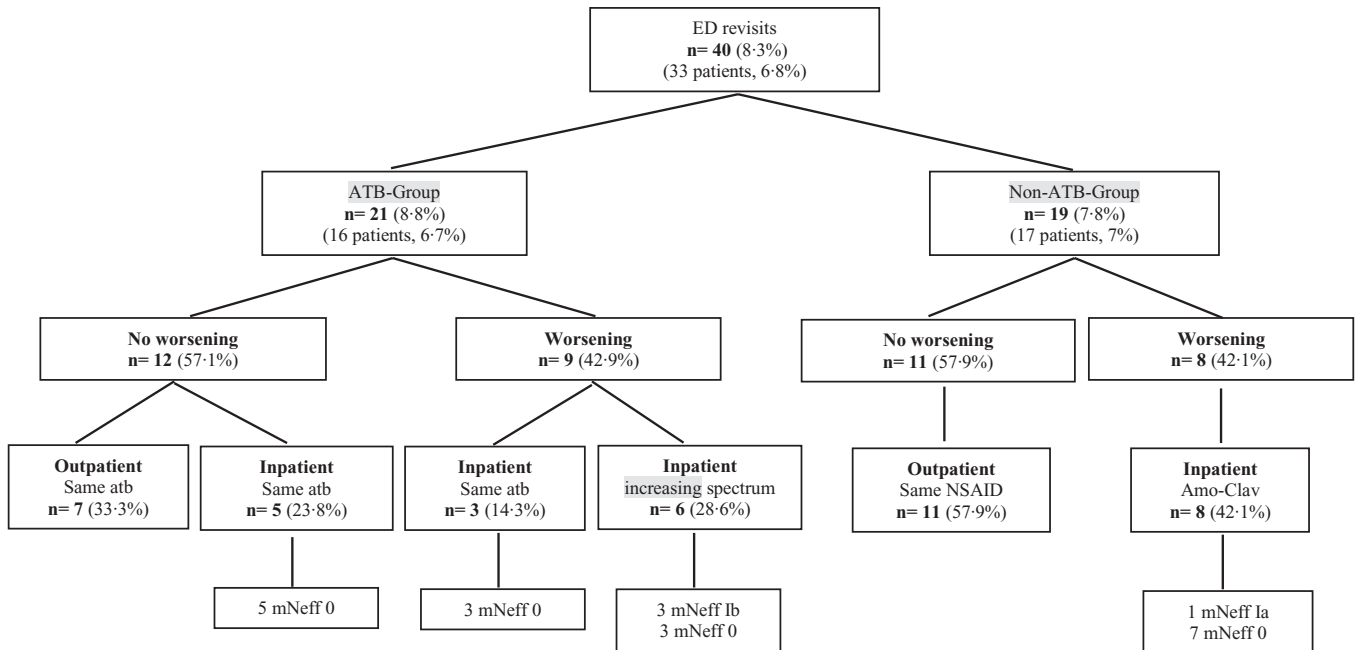 ED revisits
n= 40 (8·3%)
(33 patients, 6·8%)
ATB-Group
n= 21 (8·8%)
(16 patients, 6·7%)
Non-ATB-Group
n= 19 (7·8%)
(17 patients, 7%)
No worsening
n= 12 (57·1%)
Worsening
n= 9 (42·9%)
No worsening
n= 11 (57·9%)
Worsening
n= 8 (42·1%)
Outpatient
Same atb
n= 7 (33·3%)
Inpatient
Same atb
n= 5 (23·8%)
Inpatient
Same atb
n= 3 (14·3%)
Inpatient
increasing spectrum
n= 6 (28·6%)
Outpatient
Same NSAID
n= 11 (57·9%)
Inpatient
Amo-Clav
n= 8 (42·1%)
5 mNeff 0
3 mNeff 0
3 mNeff Ib
3 mNeff 0
1 mNeff Ia
7 mNeff 0